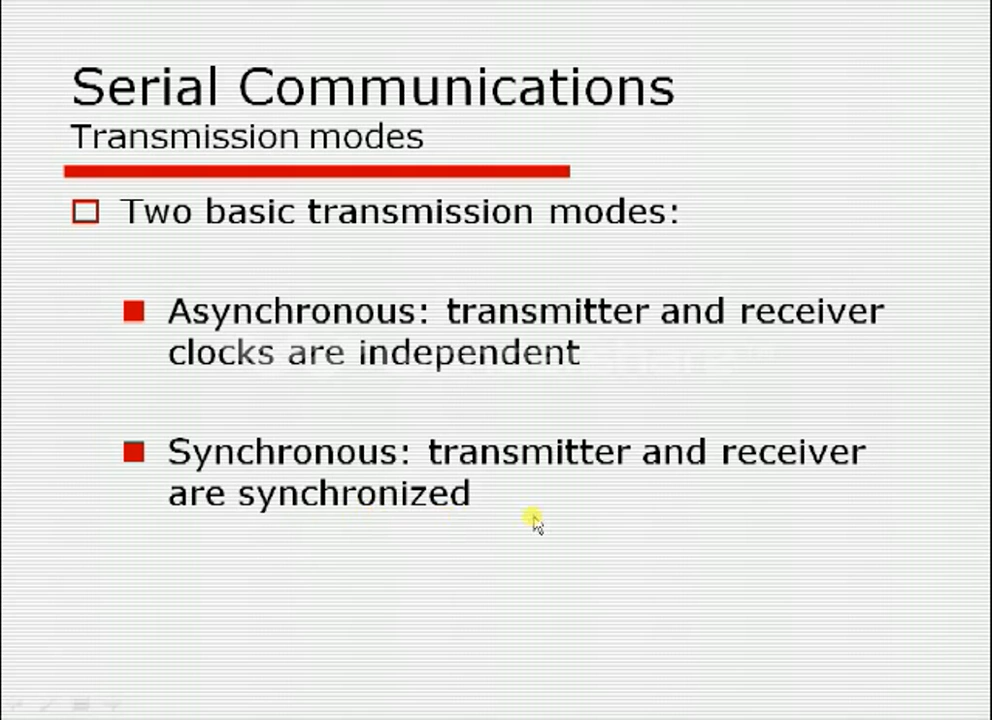 Serial Communications
Transmission modes
Two basic transmission modes:
Asynchronous: transmitter and receiver
clocks are independent
Synchronous: transmitter and receiver
are synchronized